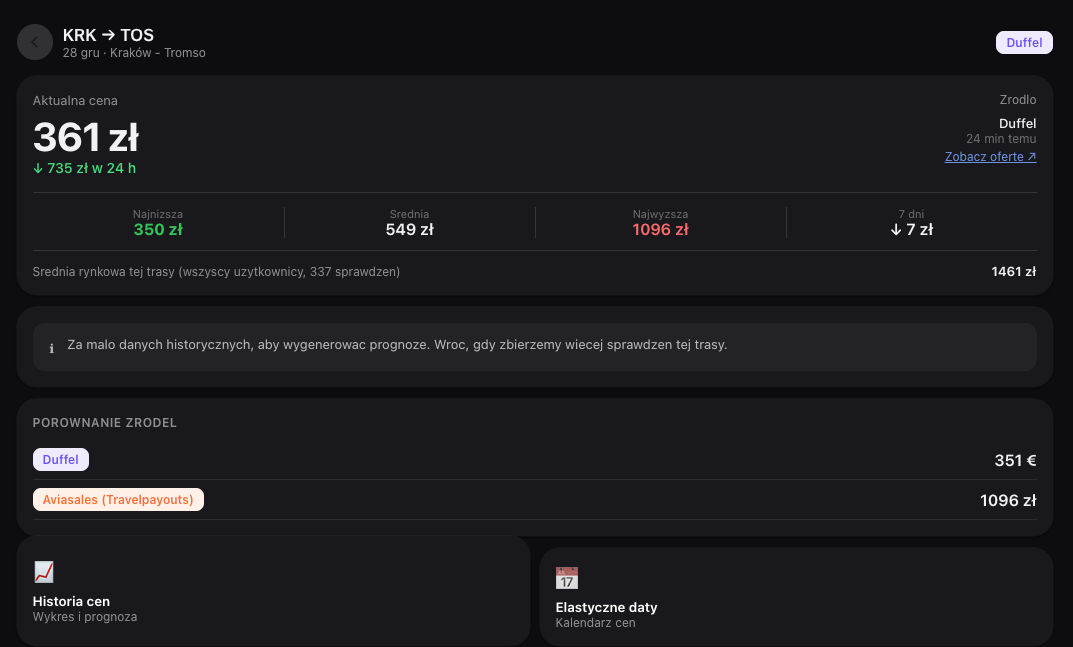 KRK → TOS
28 gru · Kraków - Tromso
Duffel
Aktualna cena
361 zł
↓ 735 zł w 24 h
Zrodlo
Duffel
24 min temu
Zobacz oferte ↗
Najnizsza
350 zł
Srednia
549 zł
Najwyzsza
1096 zł
7 dni
↓ 7 zł
Srednia rynkowa tej trasy (wszyscy uzytkownicy, 337 sprawdzen)
1461 zł
i Za malo danych historycznych, aby wygenerowac prognoze. Wroc, gdy zbierzemy wiecej sprawdzen tej trasy.
POROWNANIE ZRODEL
Duffel
351 €
Aviasales (Travelpayouts)
1096 zł
Historia cen
Wykres i prognoza
17
Elastyczne daty
Kalendarz cen